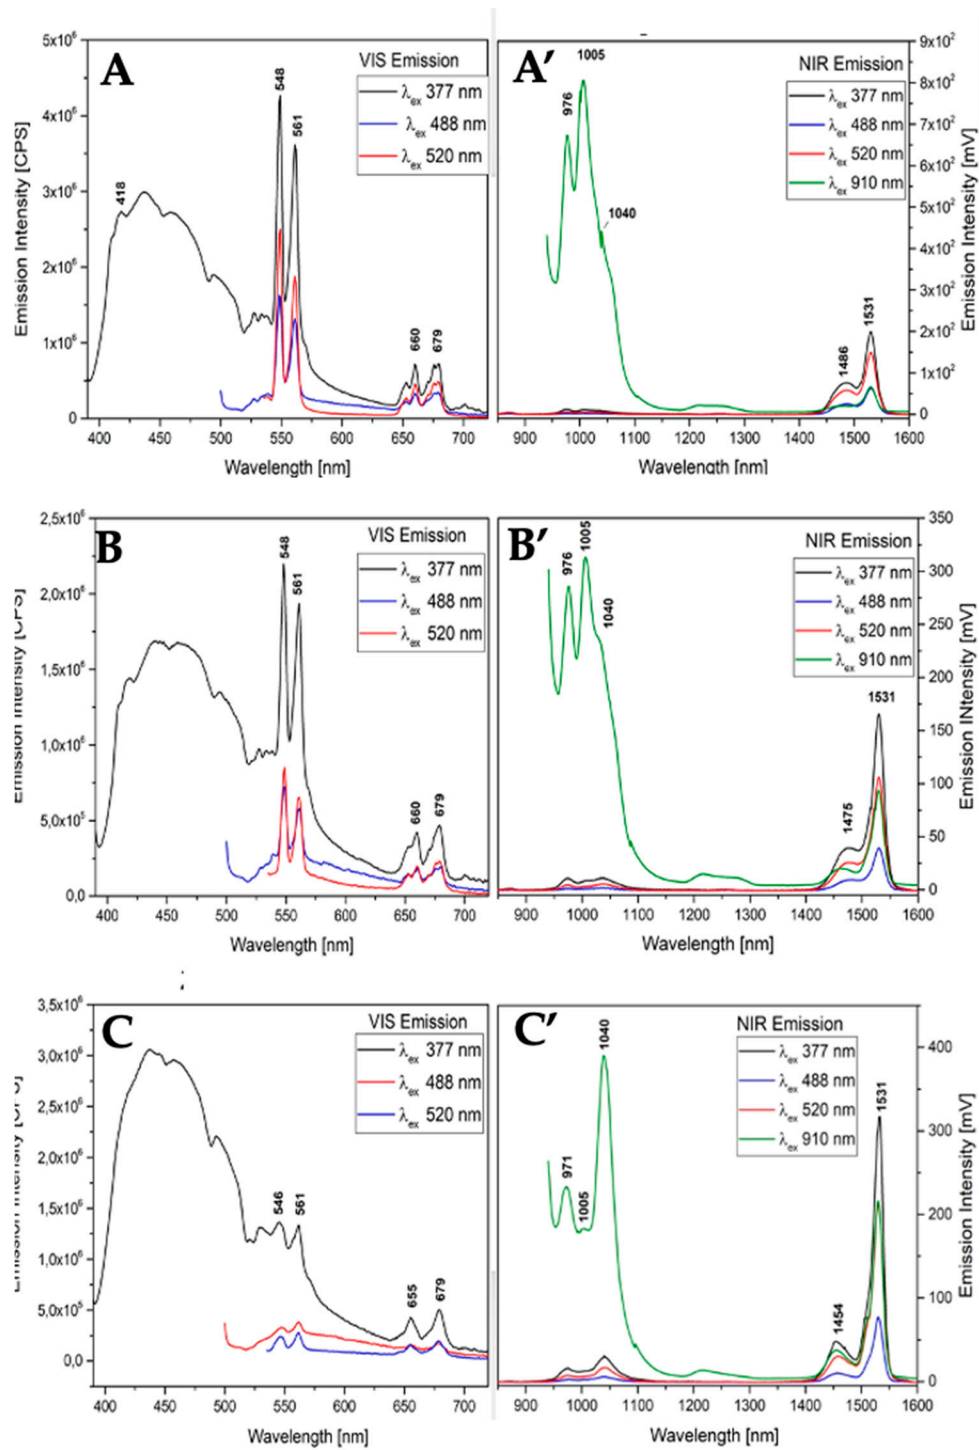 A
VIS Emission
λex 377 nm
λex 488 nm
λex 520 nm
418
548
561
660
679
5x10⁶
4x10⁶
3x10⁶
2x10⁶
1x10⁶
0
400 450 500 550 600 650 700
Wavelength [nm]
Emission Intensity [CPS]
A′
NIR Emission
λex 377 nm
λex 488 nm
λex 520 nm
λex 910 nm
976
1005
1040
1486
1531
9x10²
8x10²
7x10²
6x10²
5x10²
4x10²
3x10²
2x10²
1x10²
0
900 1000 1100 1200 1300 1400 1500 1600
Wavelength [nm]
Emission Intensity [mV]
B
VIS Emission
λex 377 nm
λex 488 nm
λex 520 nm
548
561
660
679
2,5x10⁶
2,0x10⁶
1,5x10⁶
1,0x10⁶
5,0x10⁵
0,0
400 450 500 550 600 650 700
Wavelength [nm]
Emission Intensity [CPS]
B′
NIR Emission
λex 377 nm
λex 488 nm
λex 520 nm
λex 910 nm
976
1005
1040
1475
1531
350
300
250
200
150
100
50
0
900 1000 1100 1200 1300 1400 1500 1600
Wavelength [nm]
Emission INtensity [mV]
C
VIS Emission
λex 377 nm
λex 488 nm
λex 520 nm
546
561
655
679
3,5x10⁶
3,0x10⁶
2,5x10⁶
2,0x10⁶
1,5x10⁶
1,0x10⁶
5,0x10⁵
0,0
400 450 500 550 600 650 700
Wavelength [nm]
C′
NIR Emission
λex 377 nm
λex 488 nm
λex 520 nm
λex 910 nm
971
1005
1040
1454
1531
400
300
200
100
0
900 1000 1100 1200 1300 1400 1500 1600
Wavelength [nm]
Emission Intensity [mV]